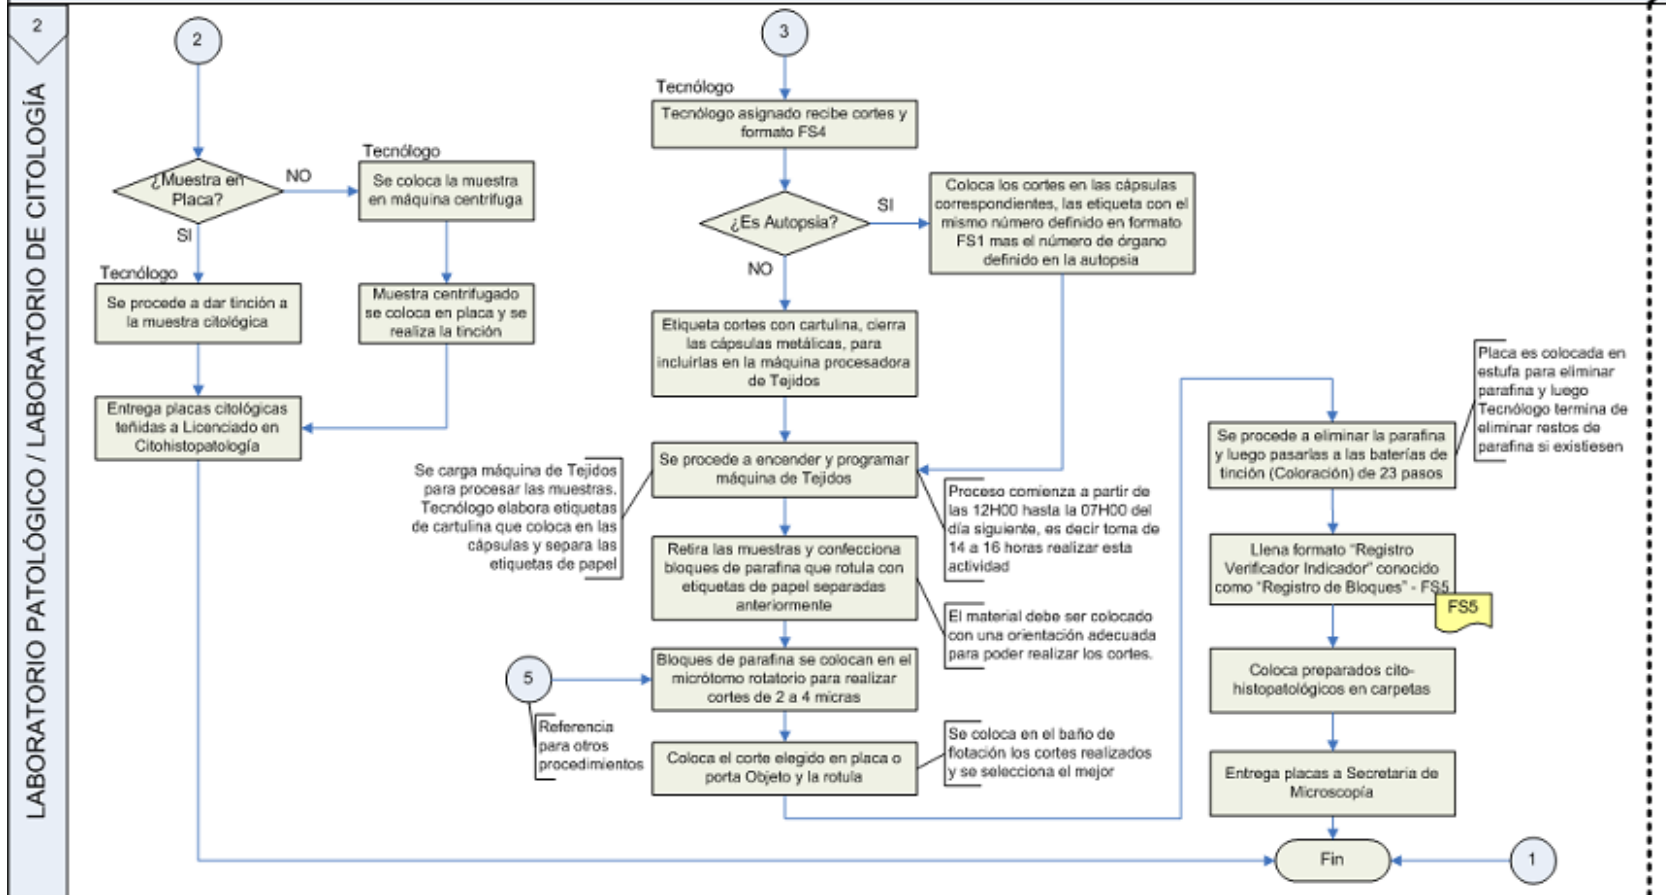 2
LABORATORIO PATOLÓGICO / LABORATORIO DE CITOLOGÍA
2
¿Muestra en
Placa?
NO
SI
Tecnólogo
Se coloca la muestra
en máquina centrífuga
Tecnólogo
Se procede a dar tinción a
la muestra citológica
Muestra centrifugado
se coloca en placa y se
realiza la tinción
Entrega placas citológicas
teñidas a Licenciado en
Citohistopatología
3
Tecnólogo
Tecnólogo asignado recibe cortes y
formato FS4
¿Es Autopsia?
SI
NO
Coloca los cortes en las cápsulas
correspondientes, las etiqueta con el
mismo número definido en formato
FS1 mas el número de órgano
definido en la autopsia
Etiqueta cortes con cartulina, cierra
las cápsulas metálicas, para
incluirlas en la máquina procesadora
de Tejidos
Se procede a encender y programar
máquina de Tejidos
Se carga máquina de Tejidos
para procesar las muestras.
Tecnólogo elabora etiquetas
de cartulina que coloca en las
cápsulas y separa las
etiquetas de papel
Proceso comienza a partir de
las 12H00 hasta la 07H00 del
día siguiente, es decir toma de
14 a 16 horas realizar esta
actividad
Retira las muestras y confecciona
bloques de parafina que rotula con
etiquetas de papel separadas
anteriormente
El material debe ser colocado
con una orientación adecuada
para poder realizar los cortes.
5
Referencia
para otros
procedimientos
Bloques de parafina se colocan en el
micrótomo rotatorio para realizar
cortes de 2 a 4 micras
Coloca el corte elegido en placa o
porta Objeto y la rotula
Se coloca en el baño de
flotación los cortes realizados
y se selecciona el mejor
Placa es colocada en
estufa para eliminar
parafina y luego
Tecnólogo termina de
eliminar restos de
parafina si existiesen
Se procede a eliminar la parafina
y luego pasarlas a las baterías de
tinción (Coloración) de 23 pasos
Llena formato “Registro
Verificador Indicador” conocido
como “Registro de Bloques” - FS5
FS5
Coloca preparados cito-
histopatológicos en carpetas
Entrega placas a Secretaria de
Microscopía
Fin
1